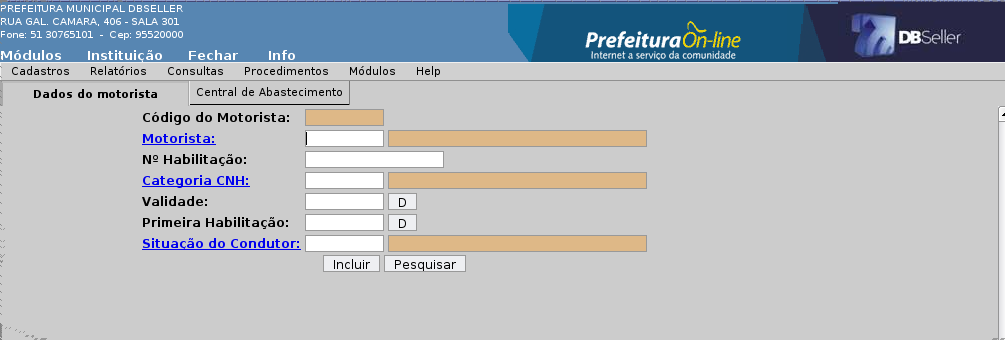 PREFEITURA MUNICIPAL DBSELLER
RUA GAL. CAMARA, 406 - SALA 301
Fone: 51 30765101 - Cep: 95520000
Prefeitura On-line
Internet a serviço da comunidade
DBSeller
Módulos Instituição Fechar Info
Cadastros Relatórios Consultas Procedimentos Módulos Help
Dados do motorista Central de Abastecimento
Código do Motorista:
Motorista:
Nº Habilitação:
Categoria CNH:
Validade: D
Primeira Habilitação: D
Situação do Condutor:
Incluir Pesquisar